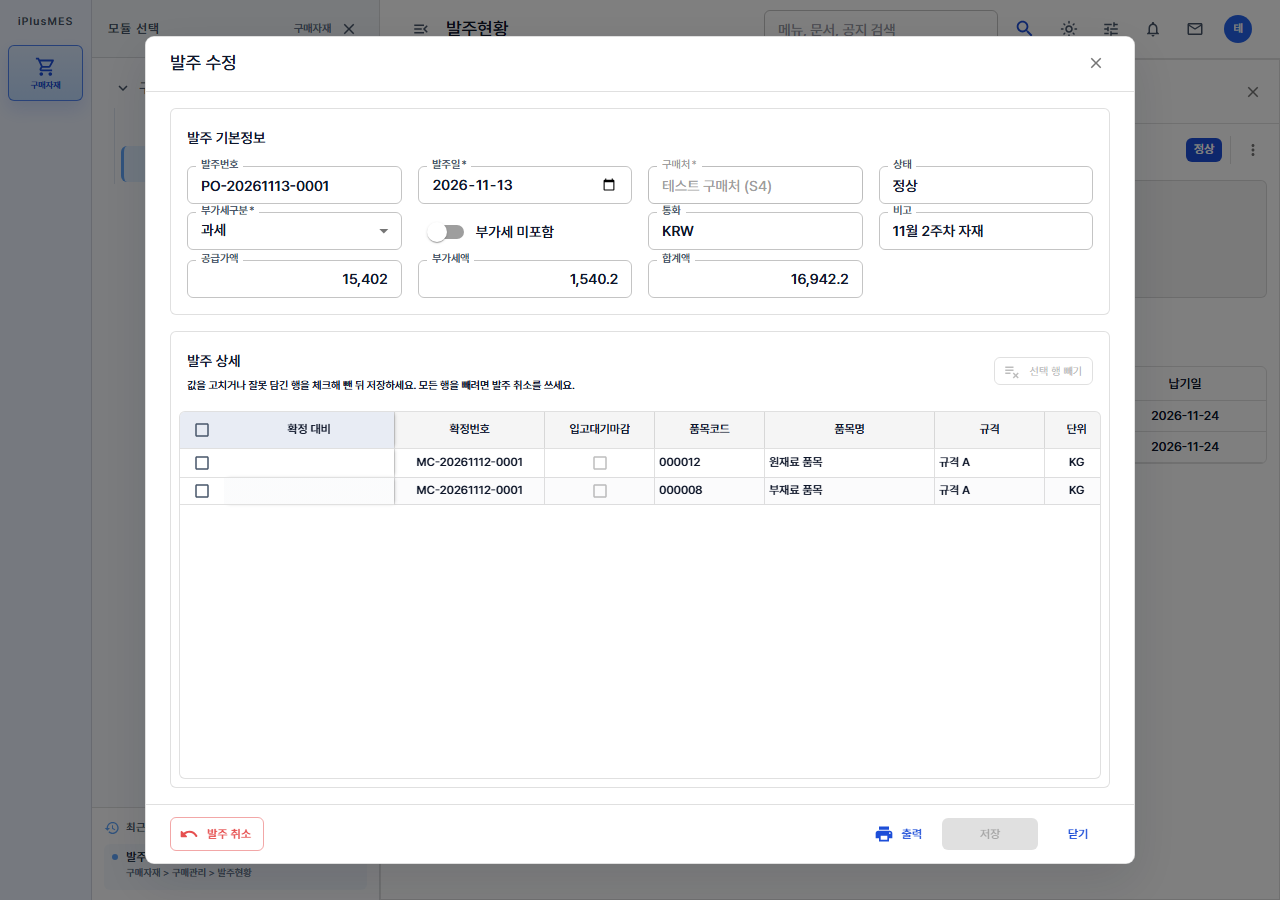 iPlusMES
모듈 선택
구매자재
발주현황
메뉴, 문서, 공지 검색
테
구매자재
발주 수정
정상
발주 기본정보
발주번호
PO-20261113-0001
발주일*
2026-11-13
구매처*
테스트 구매처 (S4)
상태
정상
부가세구분*
과세
부가세 미포함
통화
KRW
비고
11월 2주차 자재
공급가액
15,402
부가세액
1,540.2
합계액
16,942.2
발주 상세
값을 고치거나 잘못 담긴 행을 체크해 뺀 뒤 저장하세요. 모든 행을 빼려면 발주 취소를 쓰세요.
선택 행 빼기
납기일
2026-11-24
2026-11-24
확정 대비 확정번호 입고대기마감 품목코드 품목명 규격 단위
MC-20261112-0001 000012 원재료 품목 규격 A KG
MC-20261112-0001 000008 부재료 품목 규격 A KG
최근
발주
구매자재 > 구매관리 > 발주현황
발주 취소
출력
저장
닫기